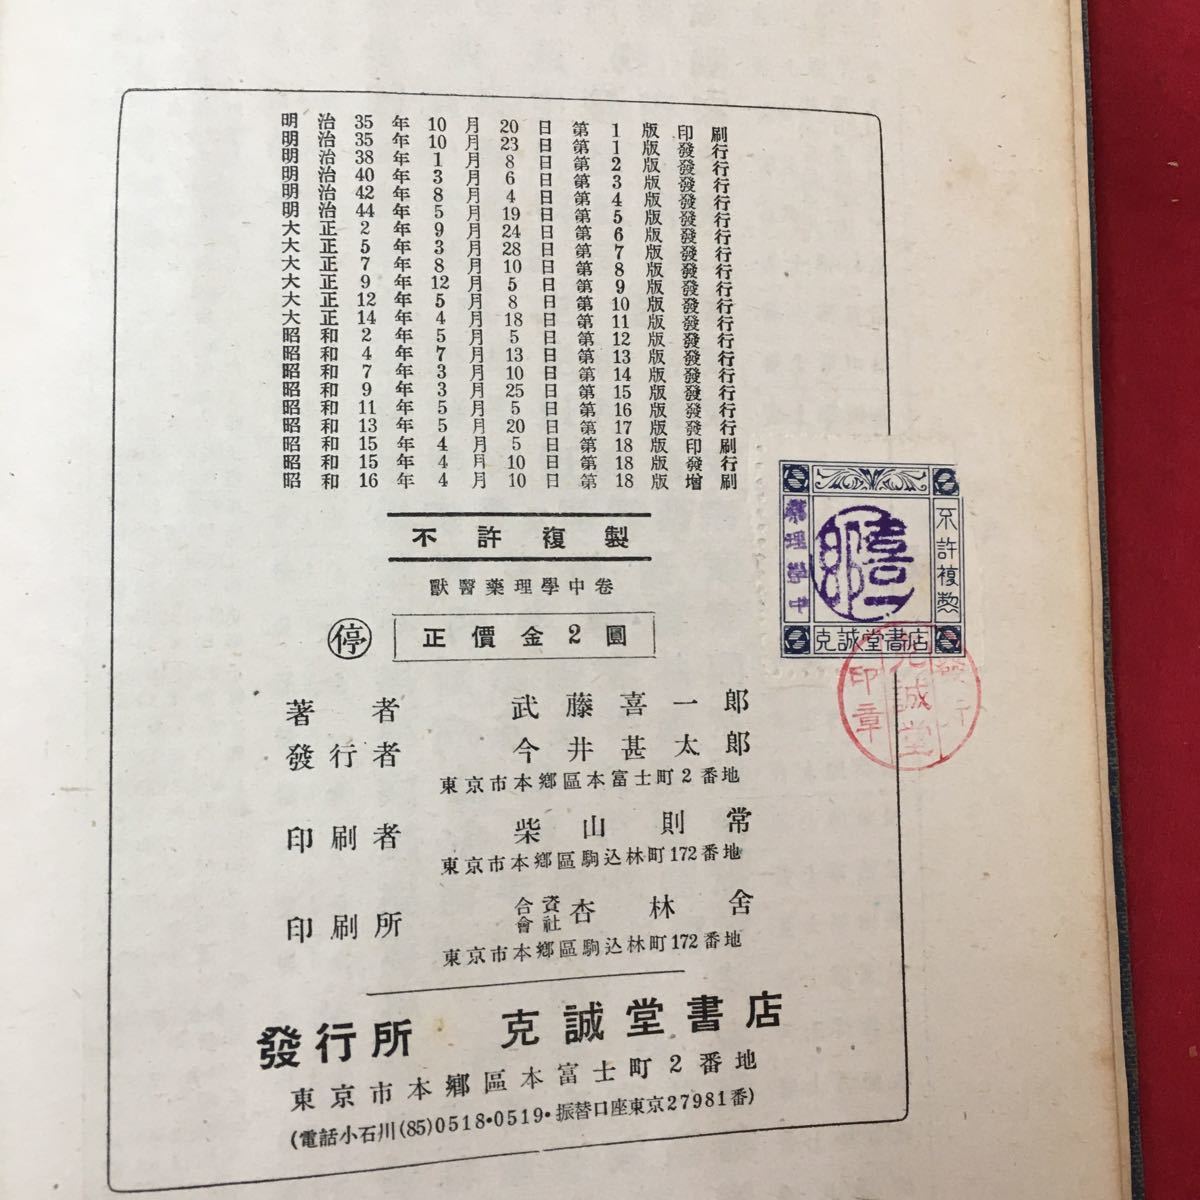 明治35年10月20日第1版印刷
明治35年10月23日第1版發行
明治38年1月8日第2版發行
明治40年3月6日第3版發行
明治42年8月4日第4版發行
明治44年5月19日第5版發行
大正2年9月24日第6版發行
大正5年3月28日第7版發行
大正7年8月10日第8版發行
大正9年12月5日第9版發行
大正12年5月8日第10版發行
大正14年4月18日第11版發行
昭和2年5月5日第12版發行
昭和4年7月13日第13版發行
昭和7年3月10日第14版發行
昭和9年3月25日第15版發行
昭和11年5月5日第16版發行
昭和13年5月20日第17版發行
昭和15年4月5日第18版印刷
昭和15年4月10日第18版發行
昭和16年4月10日第18版增刷
不許複製
獸醫藥理學中卷
停 正價金2圓
著者 武藤喜一郎
發行者 今井甚太郎
東京市本鄕區本富士町2番地
印刷者 柴山則常
東京市本鄕區駒込林町172番地
印刷所 合資會社 杏林舍
東京市本鄕區駒込林町172番地
發行所 克誠堂書店
東京市本鄕區本富士町2番地
(電話小石川(85)0518・0519・振替口座東京27981番)
不許複製
藥理學中
喜一郎
克誠堂書店
發行
克誠堂
印章